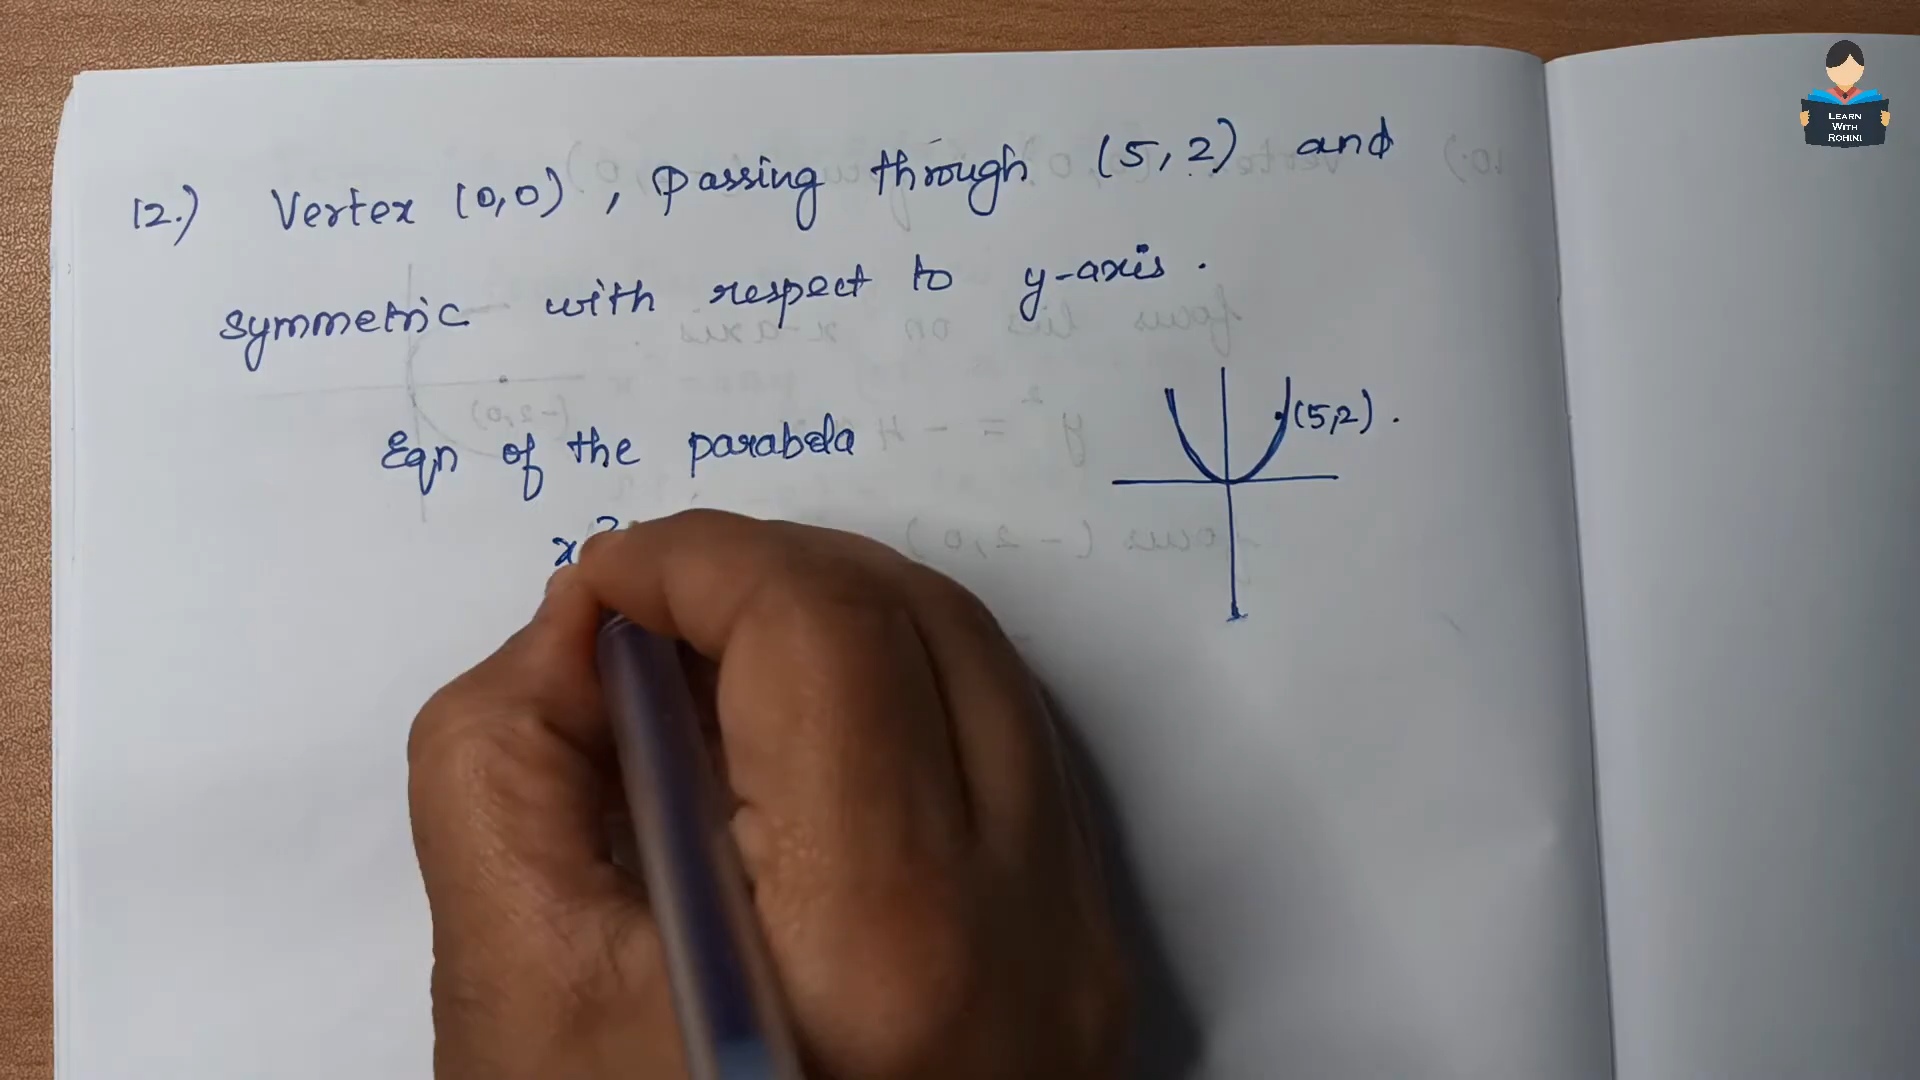 12.) Vertex (0,0), Passing through (5,2) and
symmetric with respect to y-axis.
Eqn of the parabola
(5,2).
x²
LEARN
WITH
ROHINI